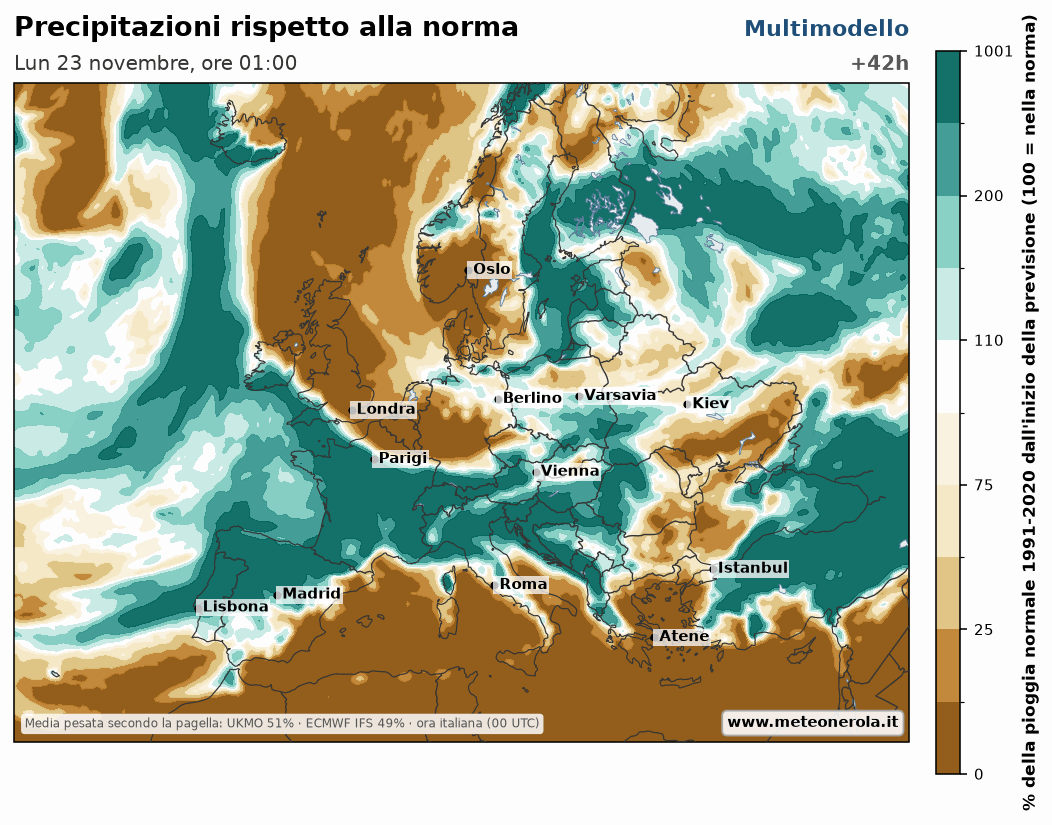 Precipitazioni rispetto alla norma
Multimodello
Lun 23 novembre, ore 01:00
+42h
Oslo
Londra
Berlino
Varsavia
Kiev
Parigi
Vienna
Istanbul
Roma
Madrid
Lisbona
Atene
Media pesata secondo la pagella: UKMO 51% · ECMWF IFS 49% · ora italiana (00 UTC)
www.meteonerola.it
1001
200
110
75
25
0
% della pioggia normale 1991-2020 dall'inizio della previsione (100 = nella norma)